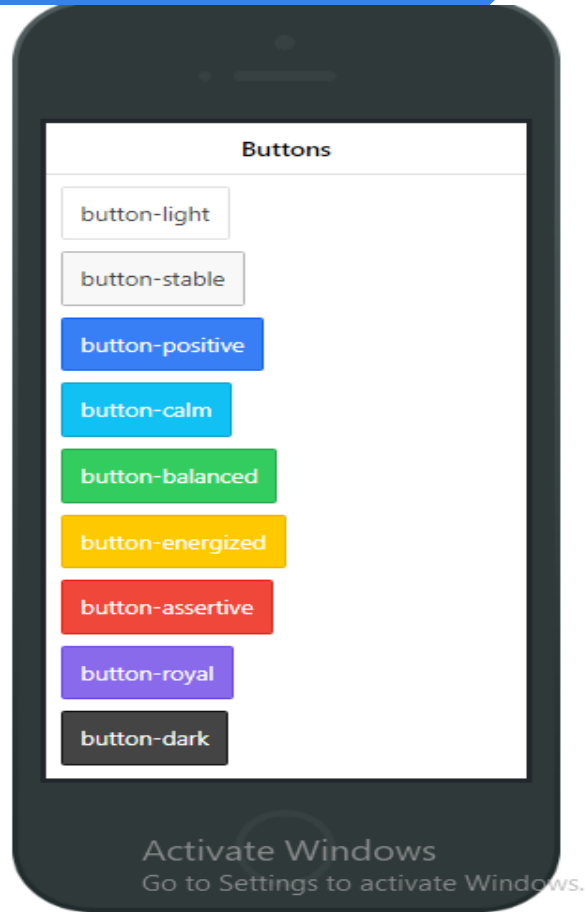 Buttons
button-light
button-stable
button-positive
button-calm
button-balanced
button-energized
button-assertive
button-royal
button-dark
Activate Windows
Go to Settings to activate Windows.